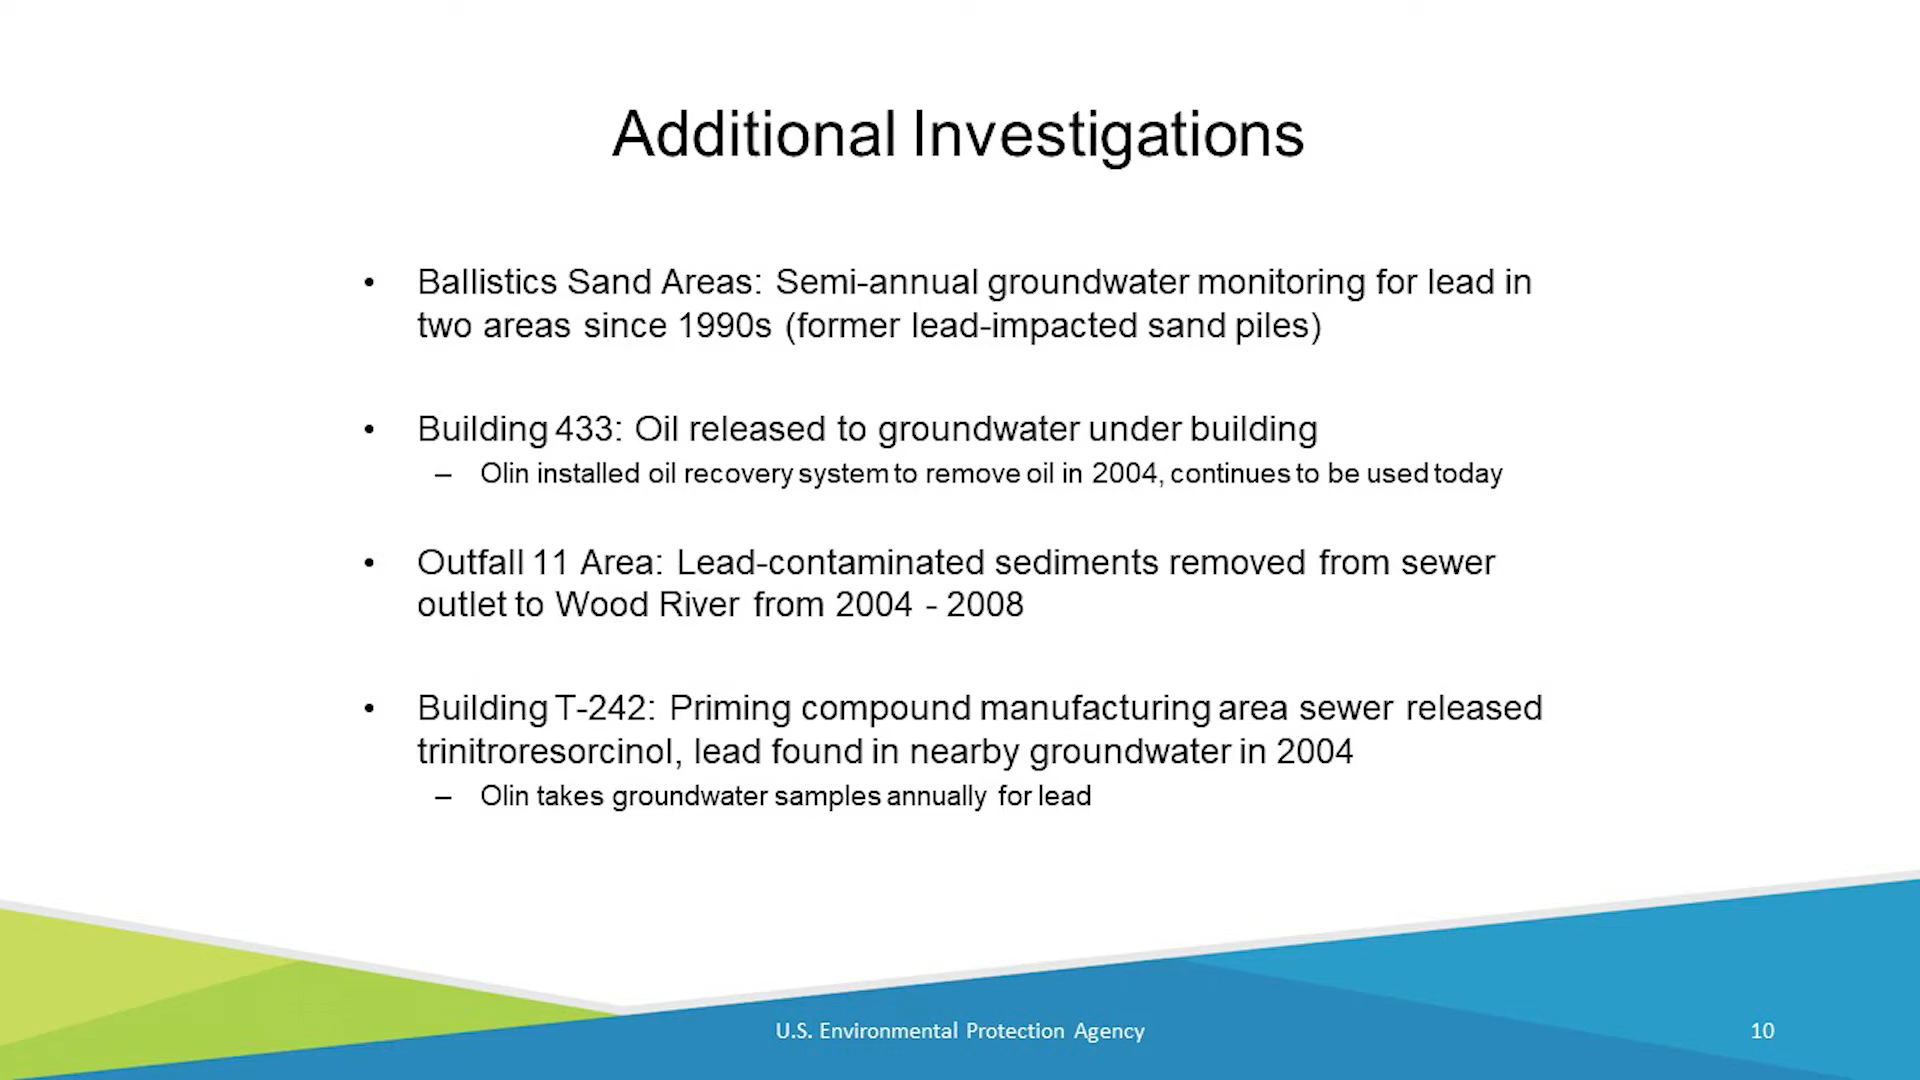 Additional Investigations
• Ballistics Sand Areas: Semi-annual groundwater monitoring for lead in
two areas since 1990s (former lead-impacted sand piles)
• Building 433: Oil released to groundwater under building
– Olin installed oil recovery system to remove oil in 2004, continues to be used today
• Outfall 11 Area: Lead-contaminated sediments removed from sewer
outlet to Wood River from 2004 - 2008
• Building T-242: Priming compound manufacturing area sewer released
trinitroresorcinol, lead found in nearby groundwater in 2004
– Olin takes groundwater samples annually for lead
U.S. Environmental Protection Agency
10